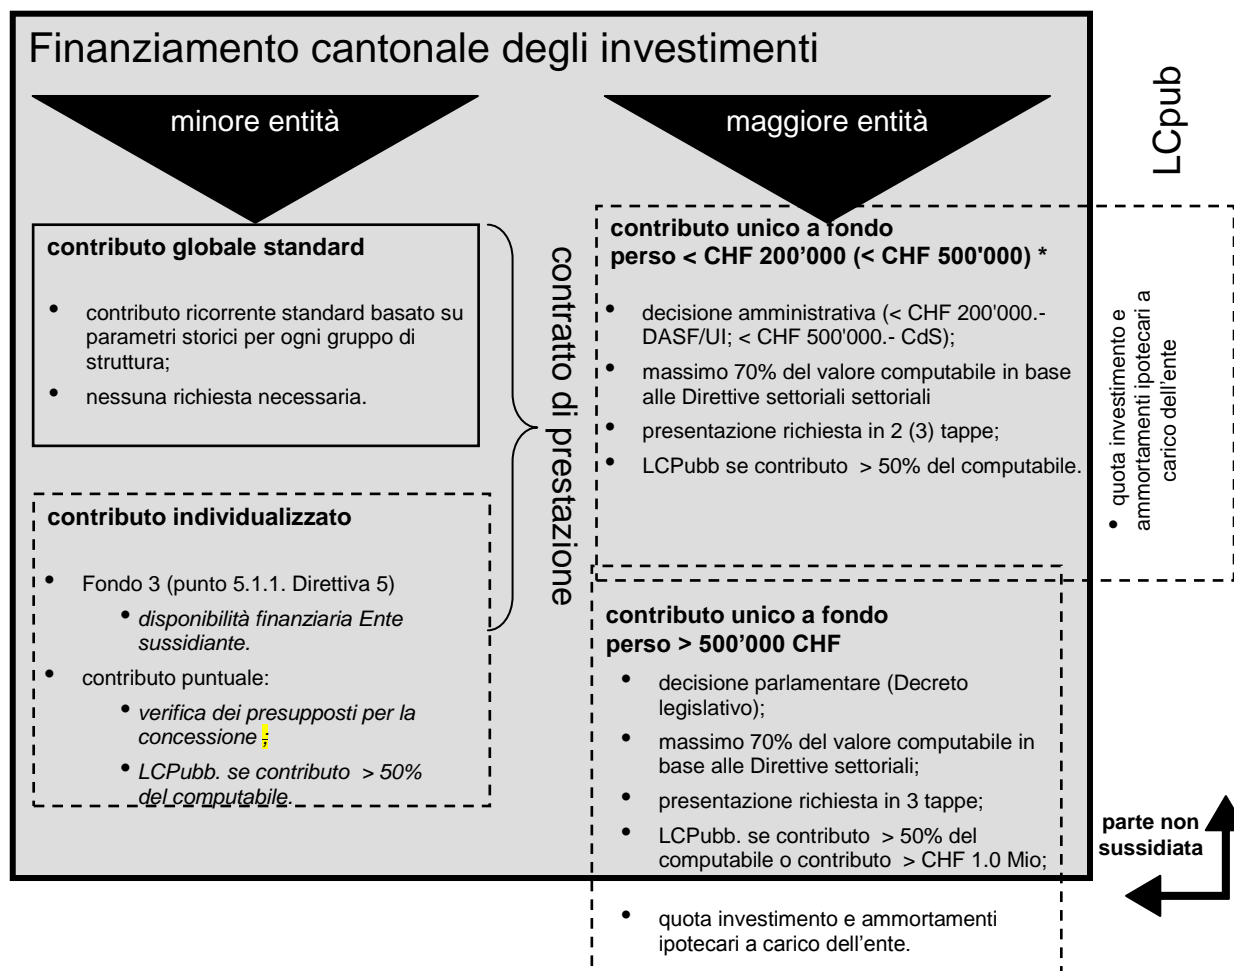 Finanziamento cantonale degli investimenti
minore entità
maggiore entità
LCpub
contributo globale standard
• contributo ricorrente standard basato su
parametri storici per ogni gruppo di
struttura;
• nessuna richiesta necessaria.
contributo individualizzato
• Fondo 3 (punto 5.1.1. Direttiva 5)
• disponibilità finanziaria Ente
sussidiante.
• contributo puntuale:
• verifica dei presupposti per la
concessione ;
• LCPubb. se contributo > 50%
del computabile.
contratto di prestazione
contributo unico a fondo
perso < CHF 200’000 (< CHF 500'000) *
• decisione amministrativa (< CHF 200'000.-
DASF/UI; < CHF 500'000.- CdS);
• massimo 70% del valore computabile in base
alle Direttive settoriali settoriali
• presentazione richiesta in 2 (3) tappe;
• LCPubb se contributo > 50% del computabile.
• quota investimento e
ammortamenti ipotecari a
carico dell’ente
contributo unico a fondo
perso > 500’000 CHF
• decisione parlamentare (Decreto
legislativo);
• massimo 70% del valore computabile in
base alle Direttive settoriali;
• presentazione richiesta in 3 tappe;
• LCPubb. se contributo > 50% del
computabile o contributo > CHF 1.0 Mio;
• quota investimento e ammortamenti
ipotecari a carico dell’ente.
parte non
sussidiata